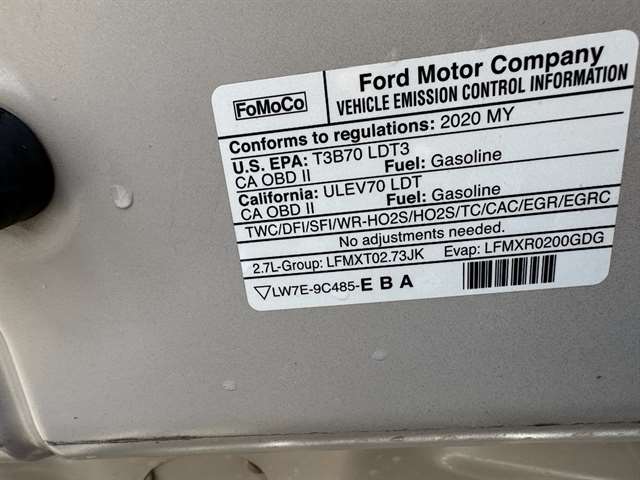 FoMoCo
Ford Motor Company
VEHICLE EMISSION CONTROL INFORMATION
Conforms to regulations: 2020 MY
U.S. EPA: T3B70 LDT3
CA OBD II Fuel: Gasoline
California: ULEV70 LDT
CA OBD II Fuel: Gasoline
TWC/DFI/SFI/WR-HO2S/HO2S/TC/CAC/EGR/EGRC
No adjustments needed.
2.7L-Group: LFMXT02.73JK Evap: LFMXR0200GDG
▽LW7E-9C485-E B A